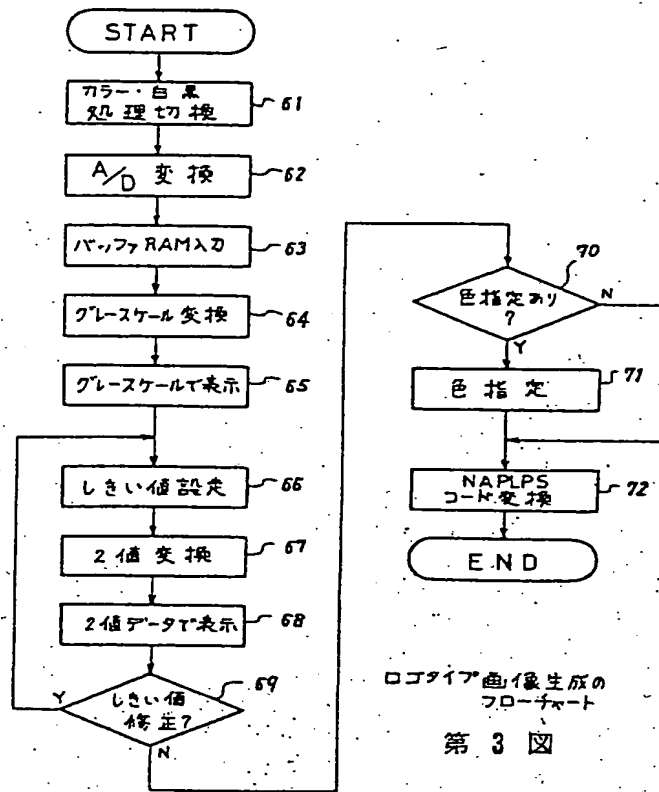 START
カラー・白黒
処理切換
61
A/D 変換
62
バッファRAM入力
63
グレースケール変換
64
グレースケールで表示
65
しきい値設定
66
2値変換
67
2値データで表示
68
しきい値
修正?
69
Y
N
色指定あり
?
70
N
Y
色指定
71
NAPLPS
コード変換
72
END
ロゴタイプ画像生成の
フローチャート
第3図